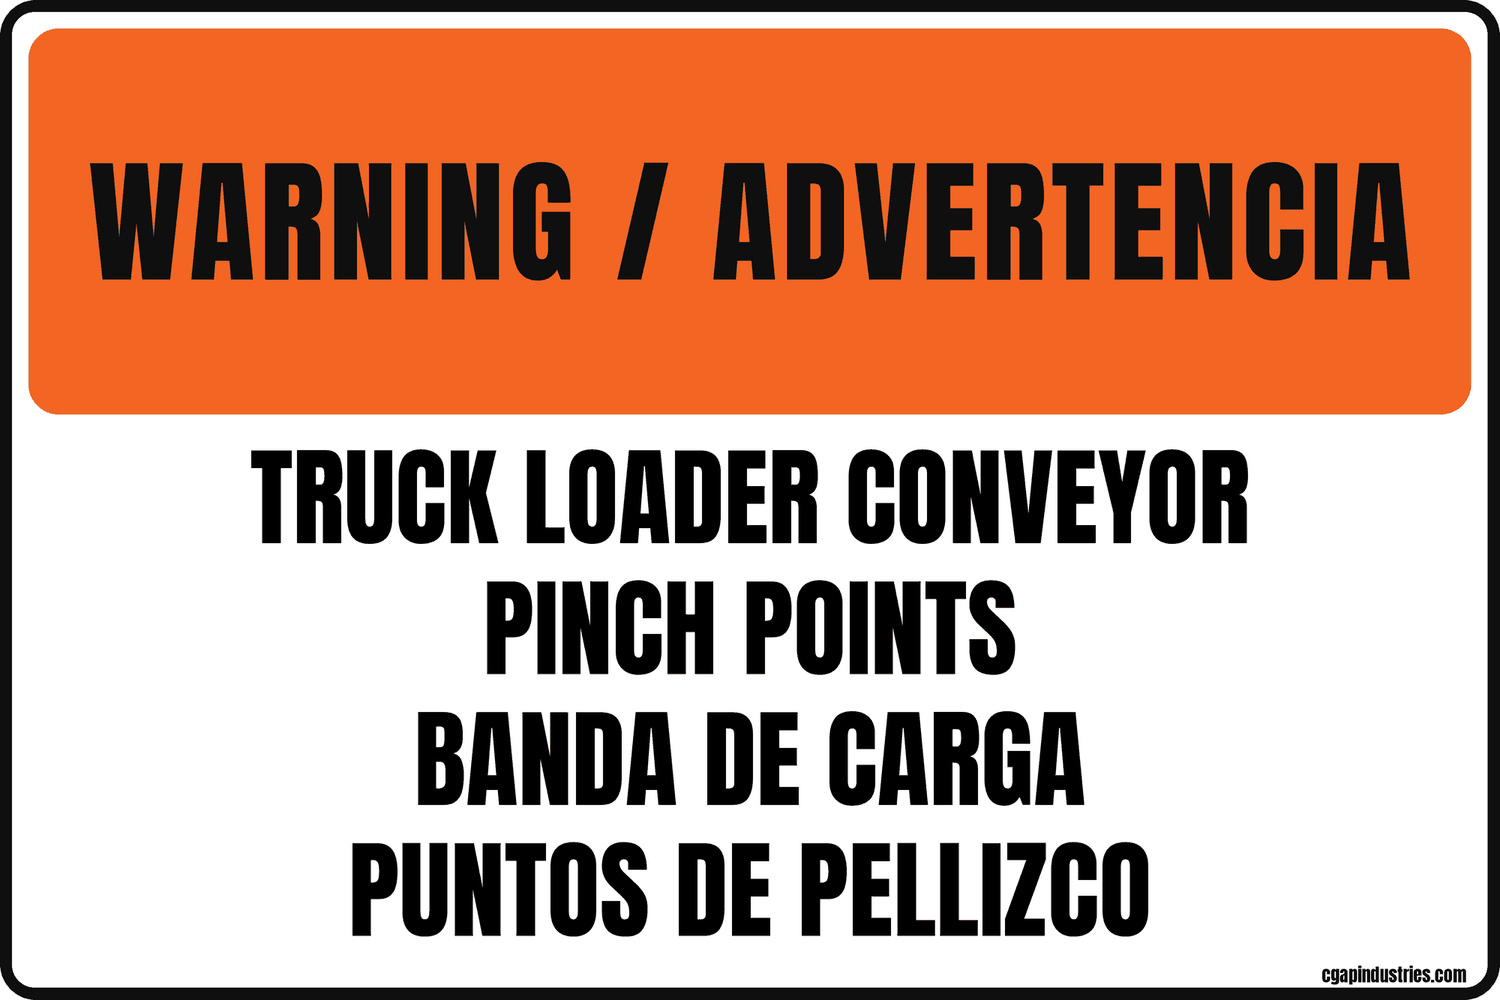 WARNING / ADVERTENCIA
TRUCK LOADER CONVEYOR
PINCH POINTS
BANDA DE CARGA
PUNTOS DE PELLIZCO
cgapindustries.com